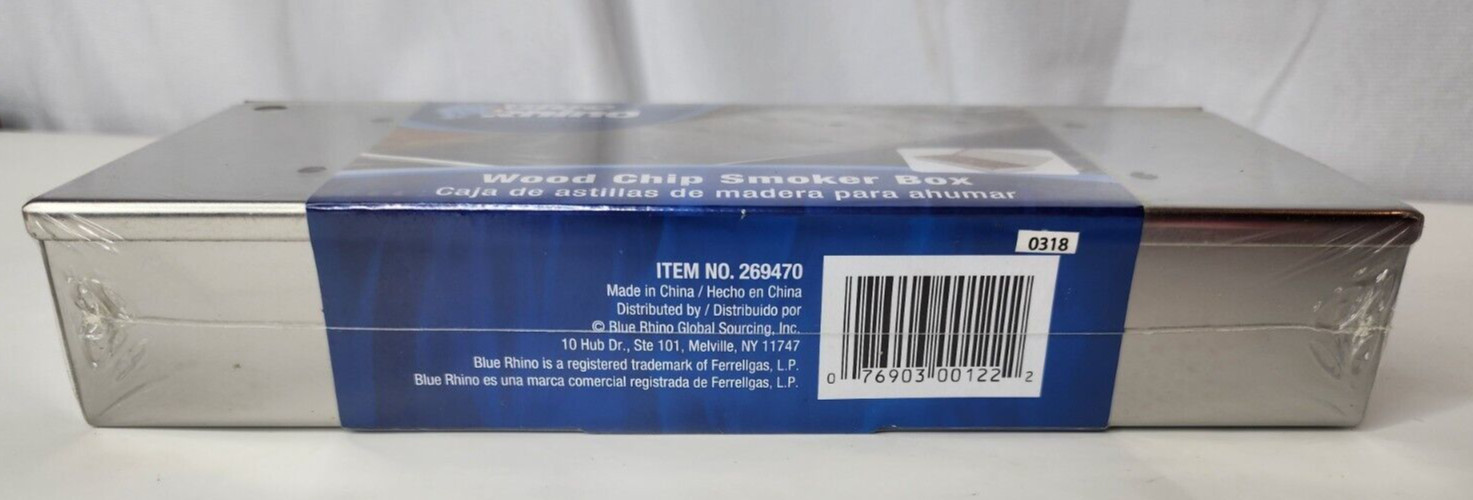 RHINO
Wood Chip Smoker Box
Caja de astillas de madera para ahumar
0318
ITEM NO. 269470
Made in China / Hecho en China
Distributed by / Distribuido por
© Blue Rhino Global Sourcing, Inc.
10 Hub Dr., Ste 101, Melville, NY 11747
Blue Rhino is a registered trademark of Ferrellgas, L.P.
Blue Rhino es una marca comercial registrada de Ferrellgas, L.P.
0 76903 00122 2